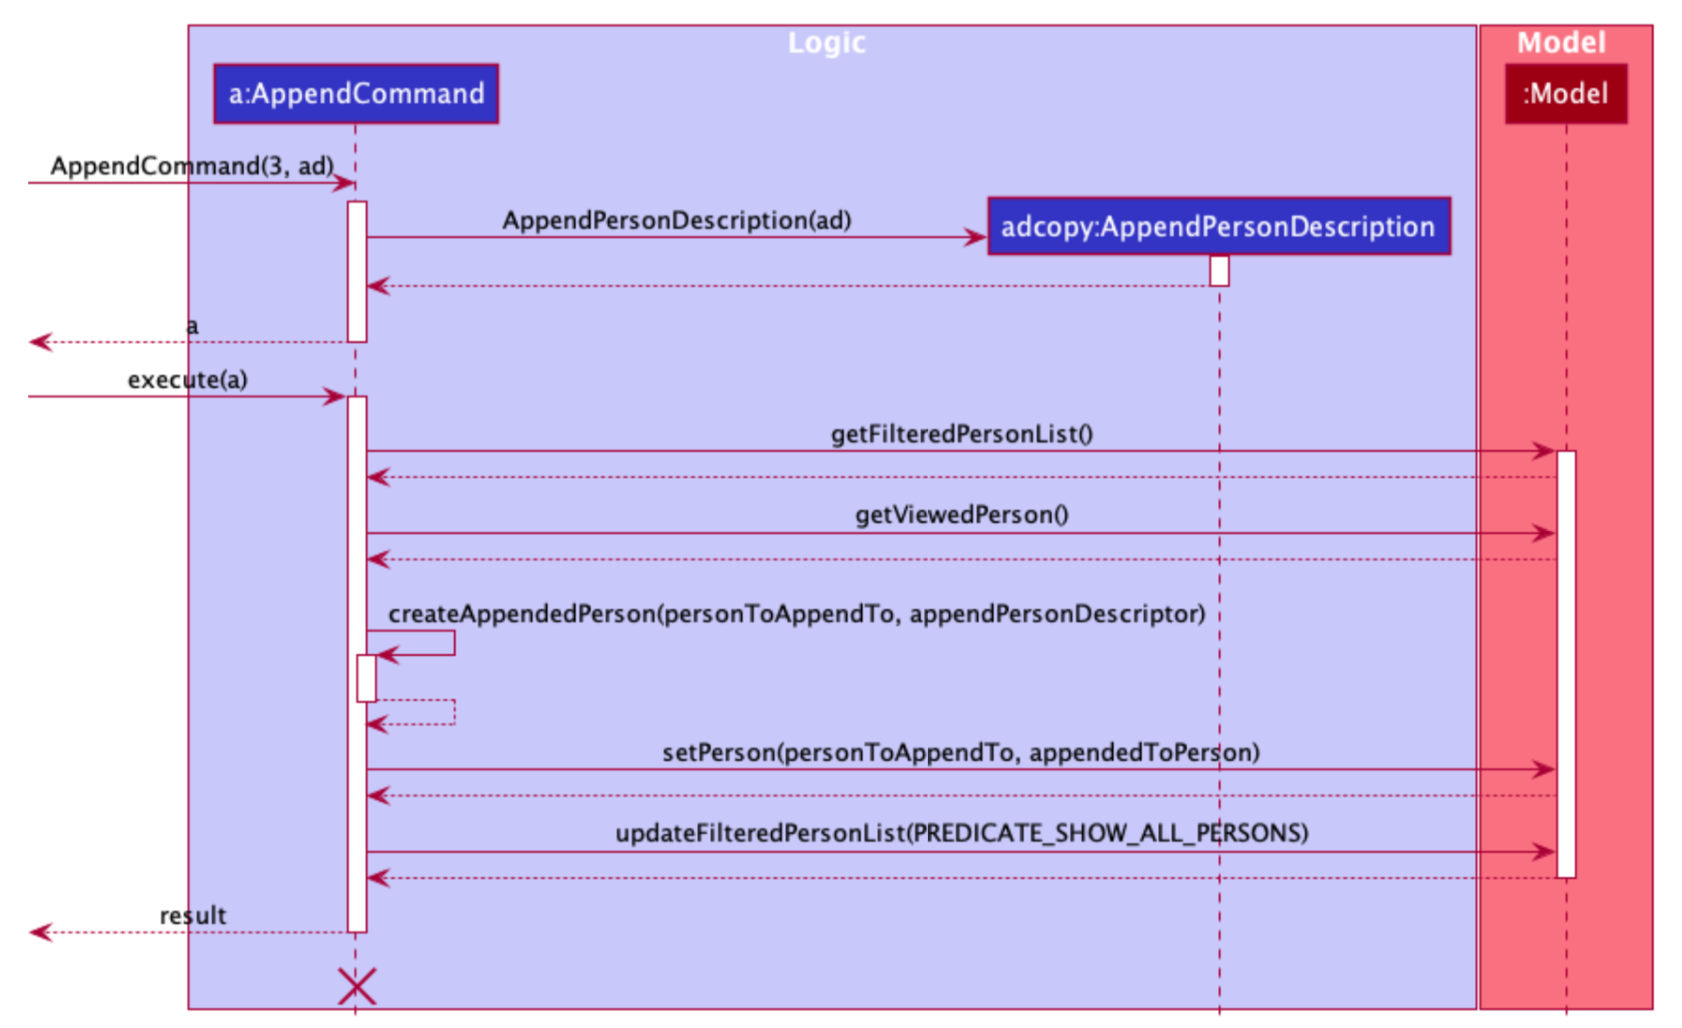 Logic
Model
a:AppendCommand
:Model
AppendCommand(3, ad)
AppendPersonDescription(ad)
adcopy:AppendPersonDescription
a
execute(a)
getFilteredPersonList()
getViewedPerson()
createAppendedPerson(personToAppendTo, appendPersonDescriptor)
setPerson(personToAppendTo, appendedToPerson)
updateFilteredPersonList(PREDICATE_SHOW_ALL_PERSONS)
result